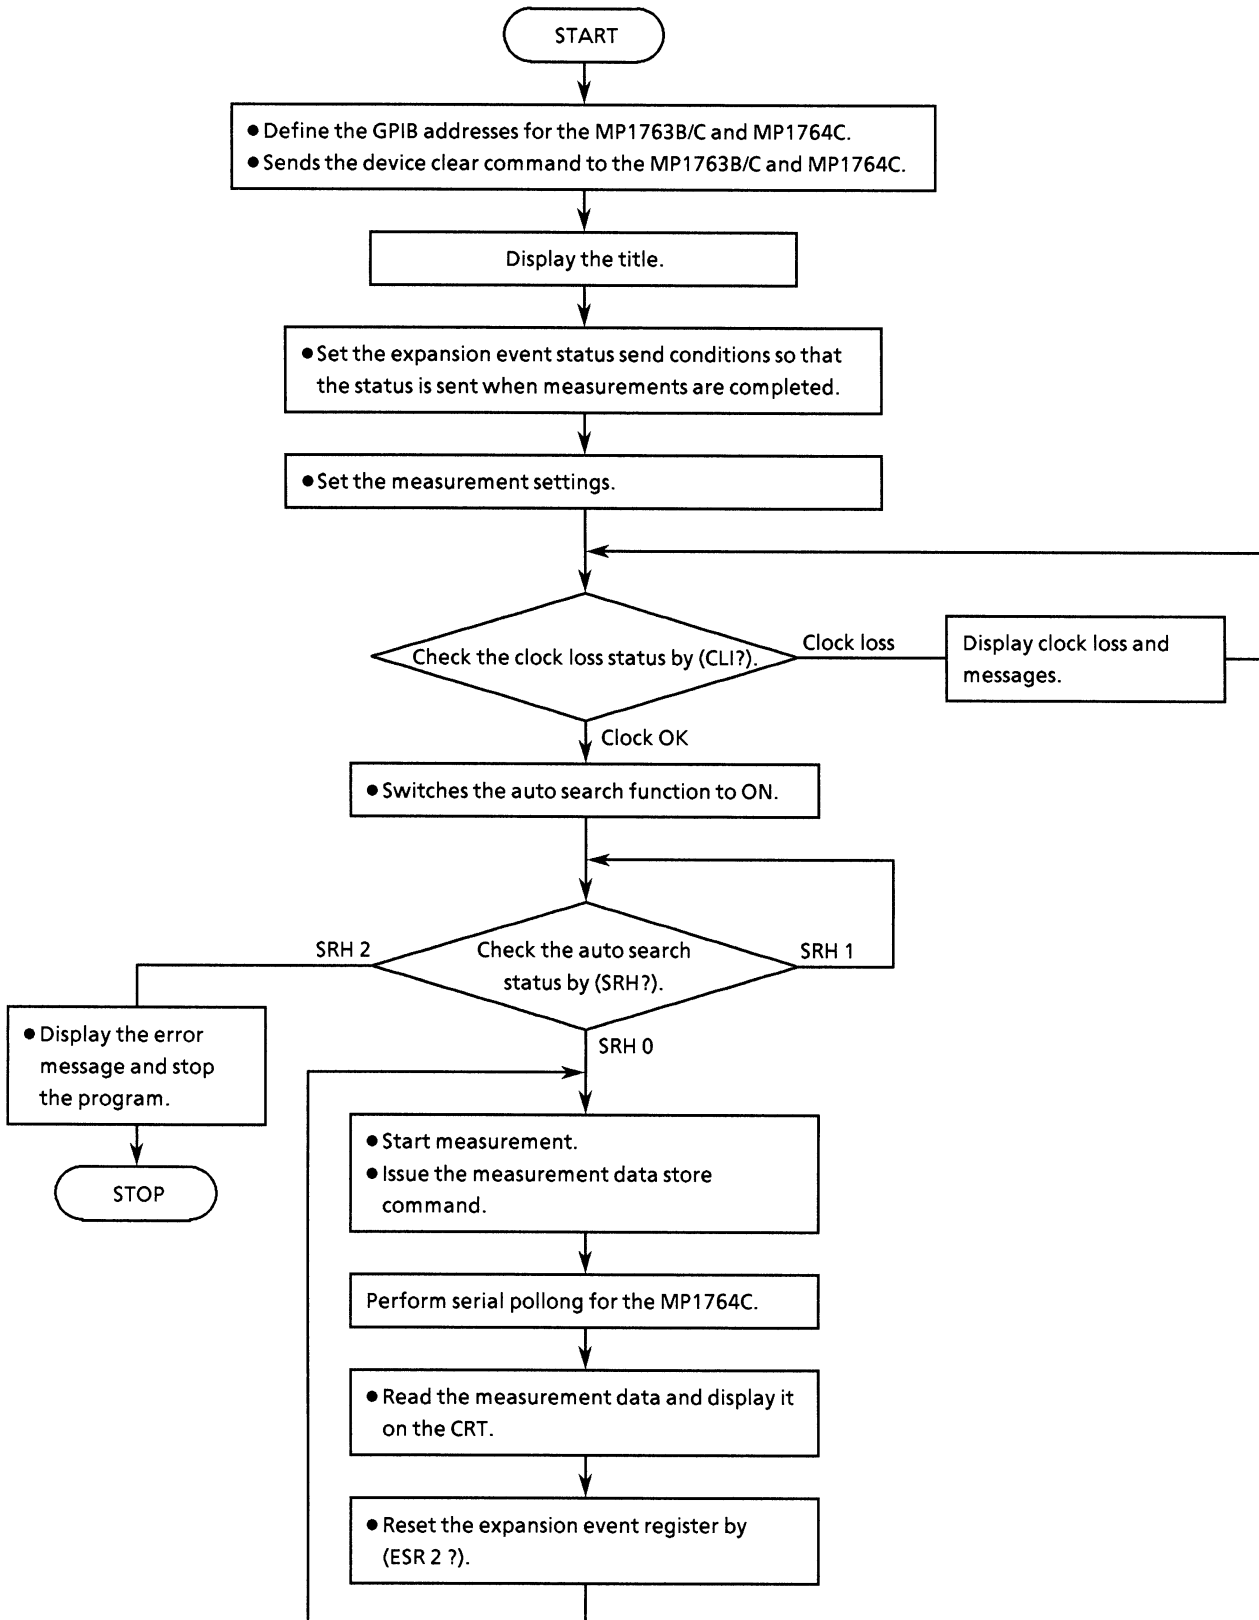 START
● Define the GPIB addresses for the MP1763B/C and MP1764C.
● Sends the device clear command to the MP1763B/C and MP1764C.
Display the title.
● Set the expansion event status send conditions so that
the status is sent when measurements are completed.
● Set the measurement settings.
Check the clock loss status by (CLI?).
Clock loss
Display clock loss and
messages.
Clock OK
● Switches the auto search function to ON.
SRH 2
Check the auto search
status by (SRH?).
SRH 1
● Display the error
message and stop
the program.
STOP
SRH 0
● Start measurement.
● Issue the measurement data store
command.
Perform serial pollong for the MP1764C.
● Read the measurement data and display it
on the CRT.
● Reset the expansion event register by
(ESR 2 ?).